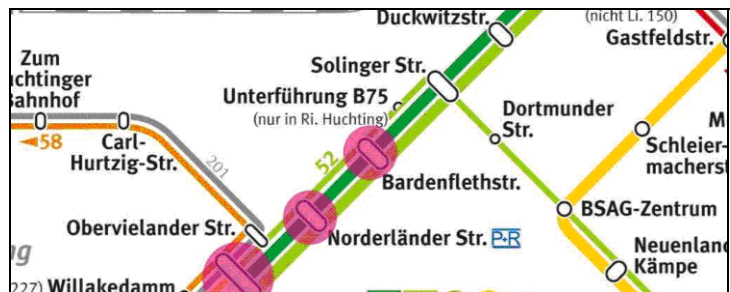 Duckwitzstr.
(nicht Li. 150)
Gastfeldstr.
Zum
uchtinger
Bahnhof
Solinger Str.
Unterführung B75
(nur in Ri. Huchting)
Dortmunder
Str.
58
Carl-
Hurtzig-Str.
201
52
M
Schleier-
macherst
Bardenflethstr.
BSAG-Zentrum
Obervielander Str.
Norderländer Str. P+R
Neuenlan
Kämpe
g
227) Willakedamm